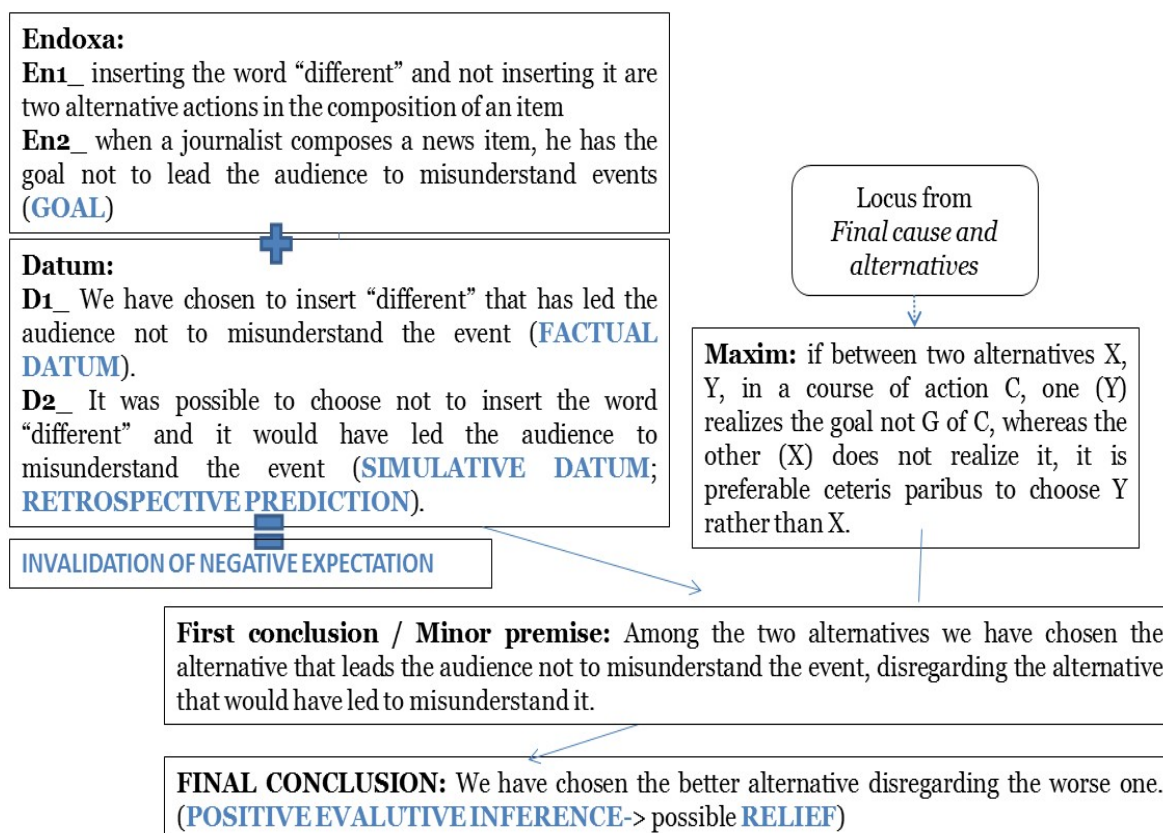 Endoxa:
En1_ inserting the word “different” and not inserting it are
two alternative actions in the composition of an item
En2_ when a journalist composes a news item, he has the
goal not to lead the audience to misunderstand events
(GOAL)
Datum:
D1_ We have chosen to insert “different” that has led the
audience not to misunderstand the event (FACTUAL
DATUM).
D2_ It was possible to choose not to insert the word
“different” and it would have led the audience to
misunderstand the event (SIMULATIVE DATUM;
RETROSPECTIVE PREDICTION).
INVALIDATION OF NEGATIVE EXPECTATION
Locus from
Final cause and
alternatives
Maxim: if between two alternatives X,
Y, in a course of action C, one (Y)
realizes the goal not G of C, whereas the
other (X) does not realize it, it is
preferable ceteris paribus to choose Y
rather than X.
First conclusion / Minor premise: Among the two alternatives we have chosen the
alternative that leads the audience not to misunderstand the event, disregarding the alternative
that would have led to misunderstand it.
FINAL CONCLUSION: We have chosen the better alternative disregarding the worse one.
(POSITIVE EVALUTIVE INFERENCE-> possible RELIEF)